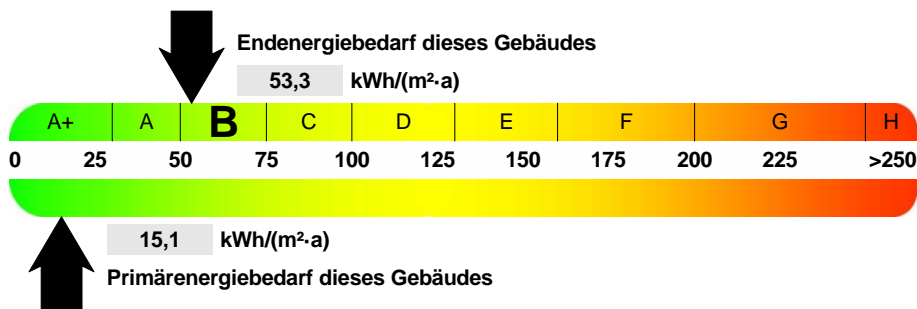 Endenergiebedarf dieses Gebäudes
53,3 kWh/(m²·a)
A+ A B C D E F G H
0 25 50 75 100 125 150 175 200 225 >250
15,1 kWh/(m²·a)
Primärenergiebedarf dieses Gebäudes